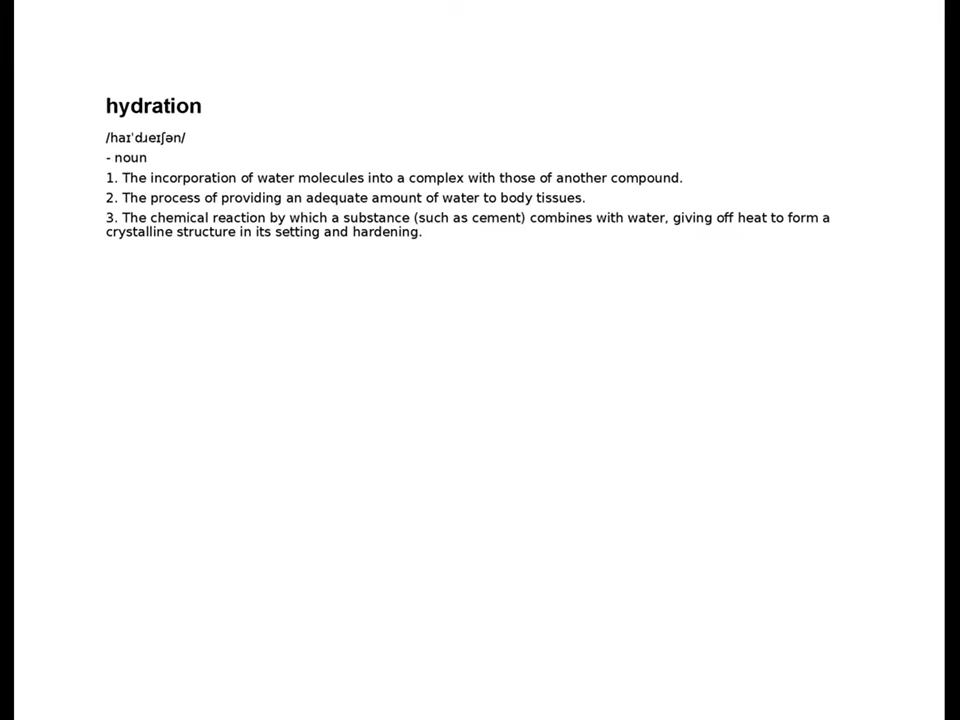 hydration
/haɪˈdɹeɪʃən/
- noun
1. The incorporation of water molecules into a complex with those of another compound.
2. The process of providing an adequate amount of water to body tissues.
3. The chemical reaction by which a substance (such as cement) combines with water, giving off heat to form a
crystalline structure in its setting and hardening.